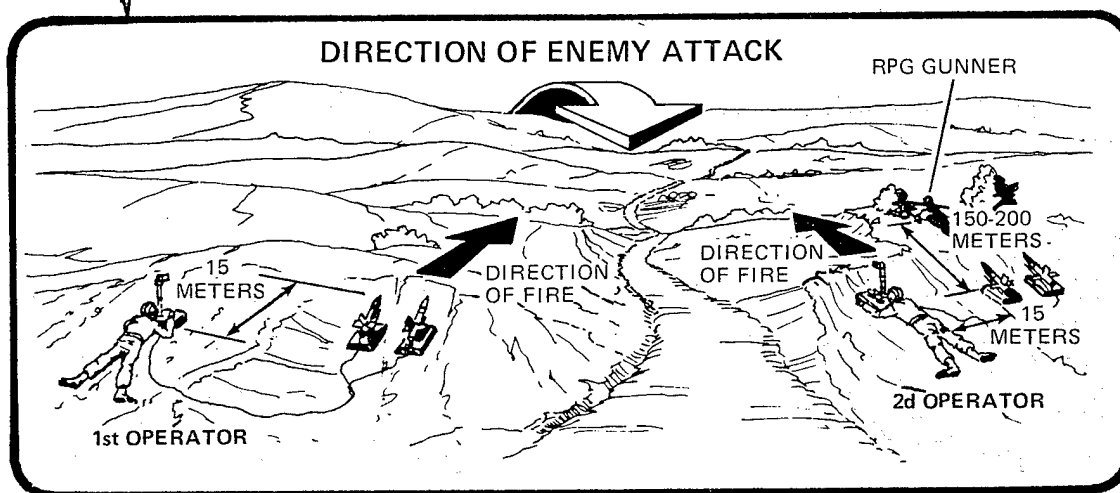 DIRECTION OF ENEMY ATTACK
RPG GUNNER
150-200
METERS
15
METERS
DIRECTION
OF FIRE
DIRECTION
OF FIRE
15
METERS
1st OPERATOR
2d OPERATOR